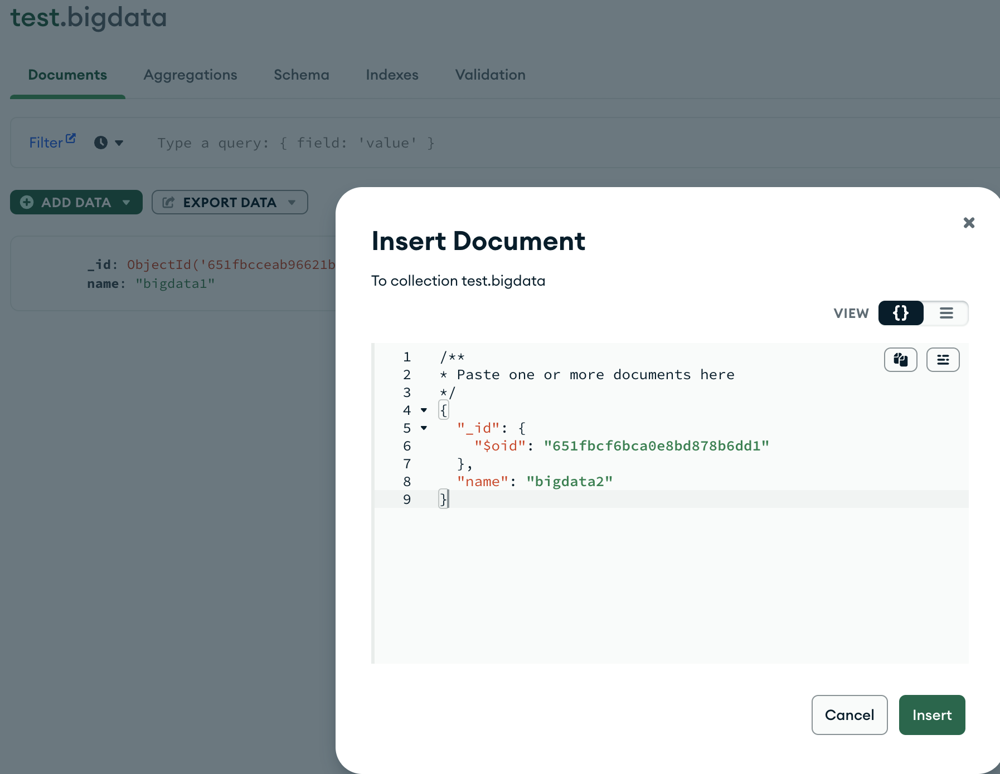 test.bigdata
Documents Aggregations Schema Indexes Validation
Filter Type a query: { field: 'value' }
ADD DATA EXPORT DATA
_id: ObjectId('651fbcceab96621b
name: "bigdata1"
Insert Document
To collection test.bigdata
VIEW {}
1 /**
2 * Paste one or more documents here
3 */
4 {
5 "_id": {
6 "$oid": "651fbcf6bca0e8bd878b6dd1"
7 },
8 "name": "bigdata2"
9 }
Cancel Insert